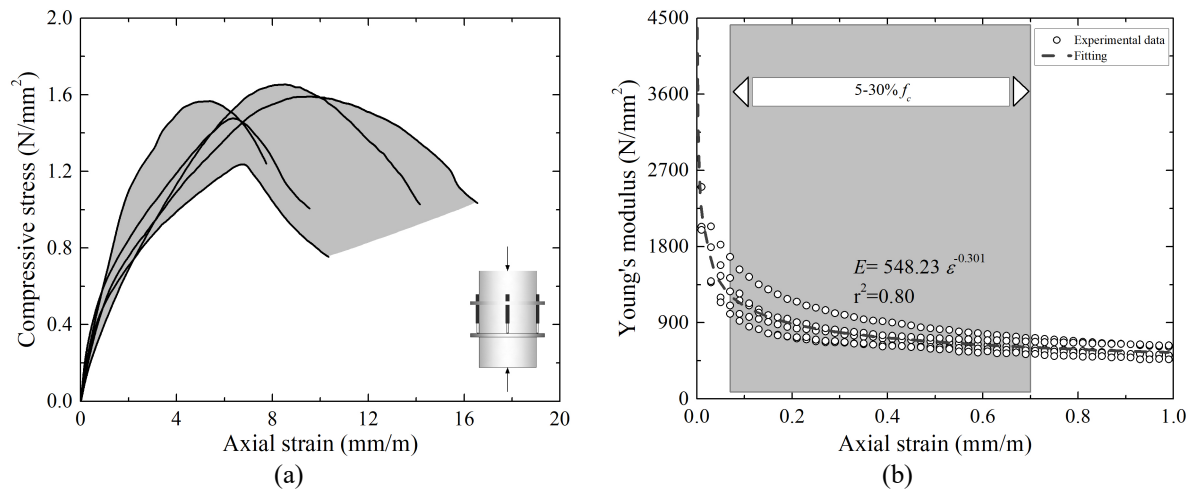 2.0
1.6
1.2
0.8
0.4
0.0
0
4
8
12
16
20
Compressive stress (N/mm²)
Axial strain (mm/m)
(a)
4500
3600
2700
1800
900
0
0.0
0.2
0.4
0.6
0.8
1.0
Young's modulus (N/mm²)
Axial strain (mm/m)
Experimental data
Fitting
5-30% f_c
E= 548.23 ε^-0.301
r²=0.80
(b)